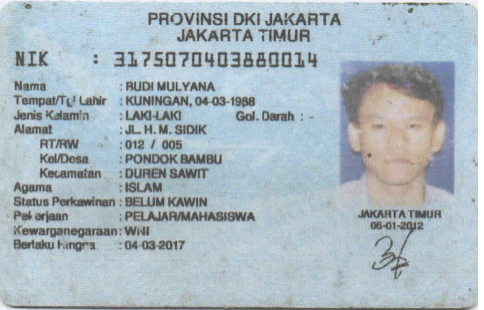 PROVINSI DKI JAKARTA
JAKARTA TIMUR
NIK : 3175070403880014
Nama : RUDI MULYANA
Tempat/Tgl Lahir : KUNINGAN, 04-03-1988
Jenis Kelamin : LAKI-LAKI Gol. Darah : -
Alamat : JL. H. M. SIDIK
RT/RW : 012 / 005
Kel/Desa : PONDOK BAMBU
Kecamatan : DUREN SAWIT
Agama : ISLAM
Status Perkawinan : BELUM KAWIN
Pekerjaan : PELAJAR/MAHASISWA
Kewarganegaraan : WNI
Berlaku Hingga : 04-03-2017
JAKARTA TIMUR
06-01-2012